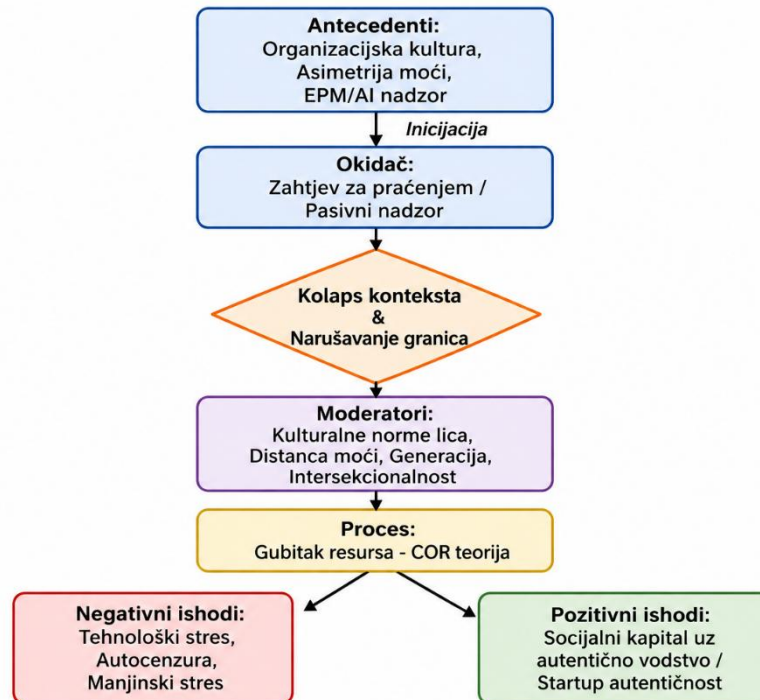 Antecedenti:
Organizacijska kultura,
Asimetrija moći,
EPM/AI nadzor
Inicijacija
Okidač:
Zahtjev za praćenjem /
Pasivni nadzor
Kolaps konteksta
&
Narušavanje granica
Moderatori:
Kulturalne norme lica,
Distanca moći, Generacija,
Intersekcionalnost
Proces:
Gubitak resursa - COR teorija
Negativni ishodi:
Tehnološki stres,
Autocenzura,
Manjinski stres
Pozitivni ishodi:
Socijalni kapital uz
autentično vodstvo /
Startup autentičnost